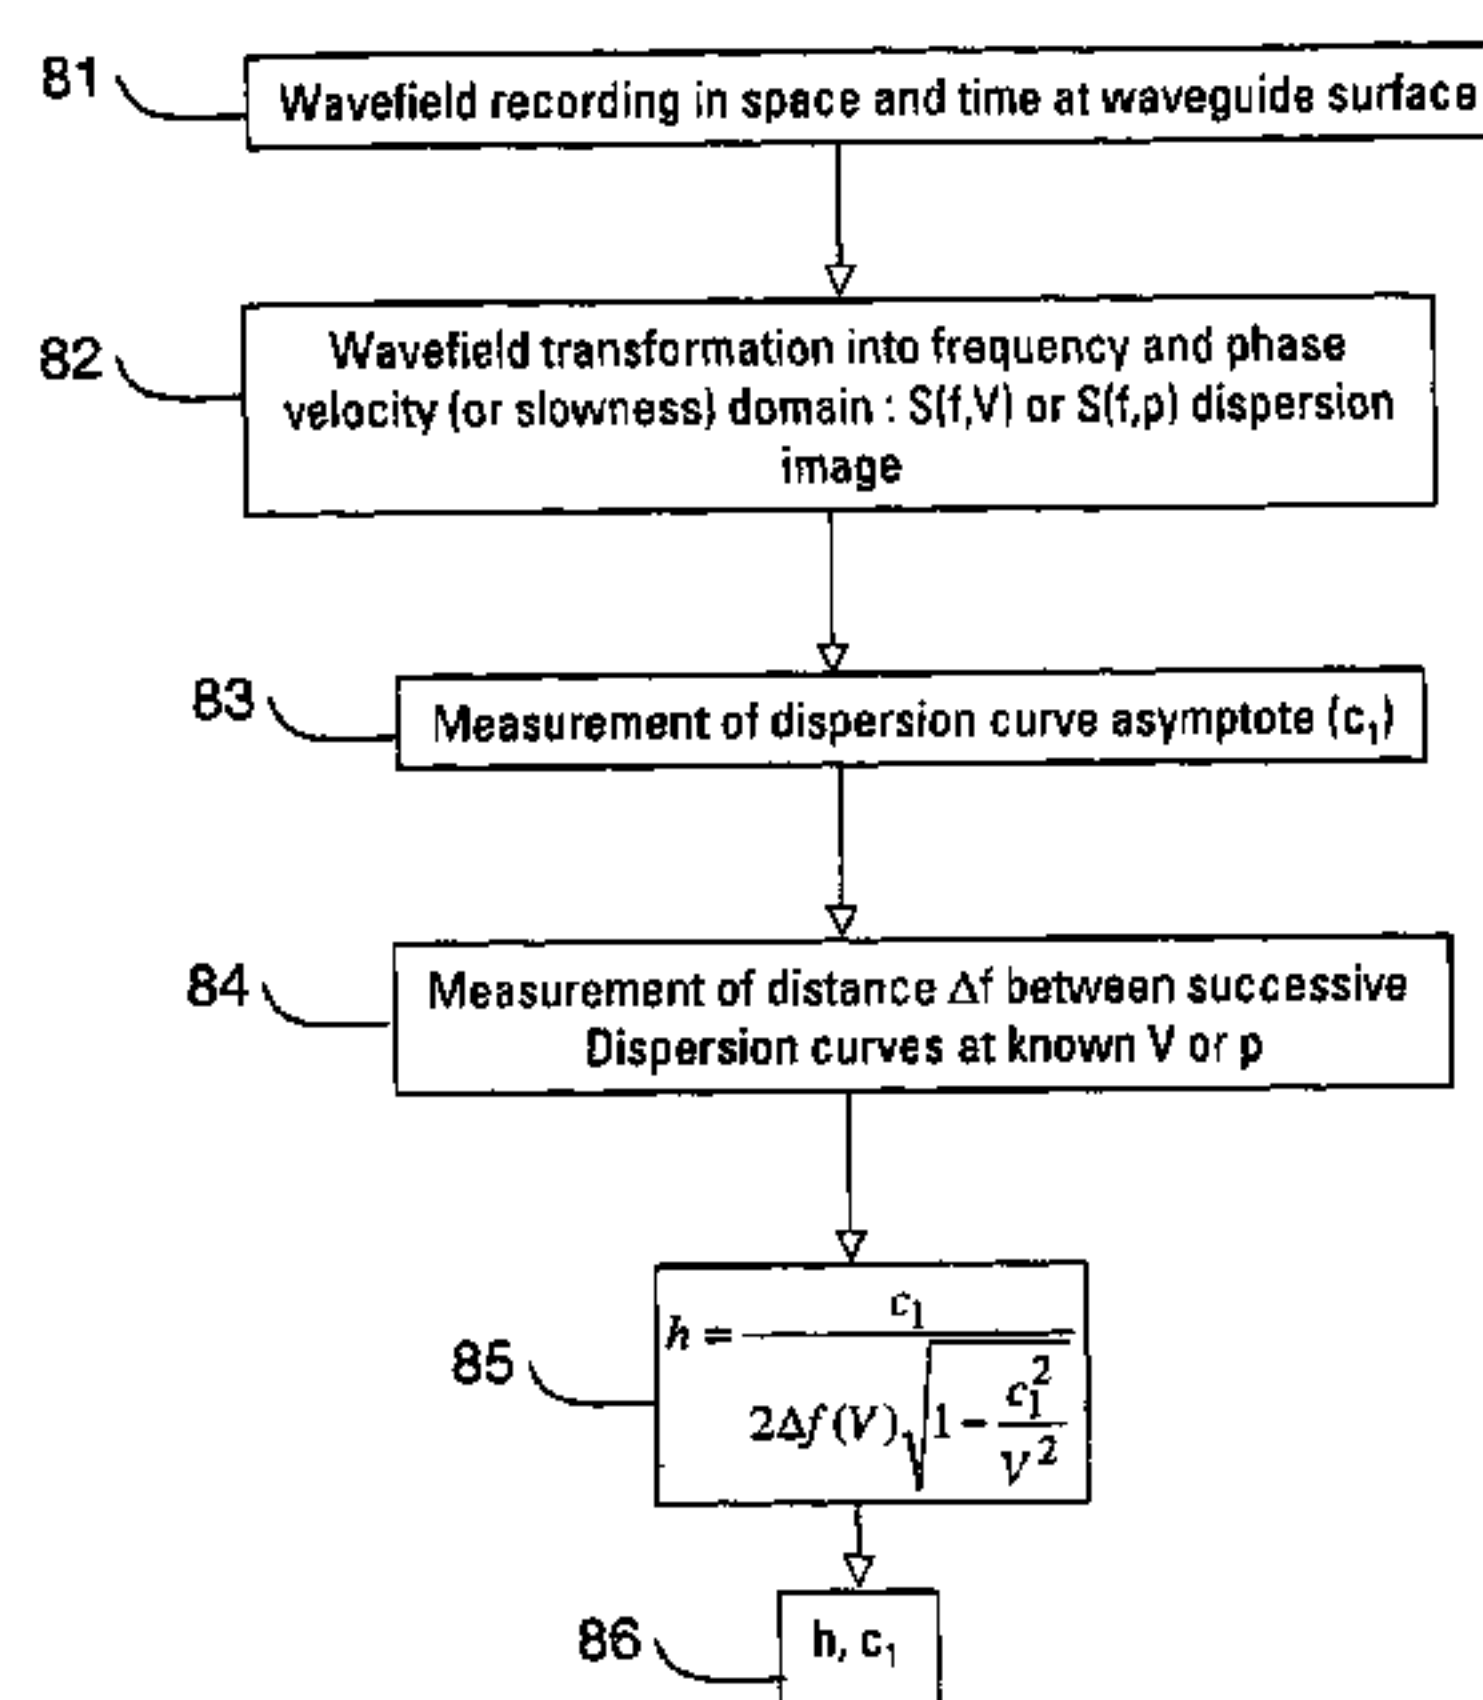 81
Wavefield recording in space and time at waveguide surface
82
Wavefield transformation into frequency and phase
velocity (or slowness) domain : S(f,V) or S(f,p) dispersion
image
83
Measurement of dispersion curve asymptote (c₁)
84
Measurement of distance Δf between successive
Dispersion curves at known V or p
85
h = c₁ / (2Δf(V).√(1 - c₁²/V²))
86
h, c₁